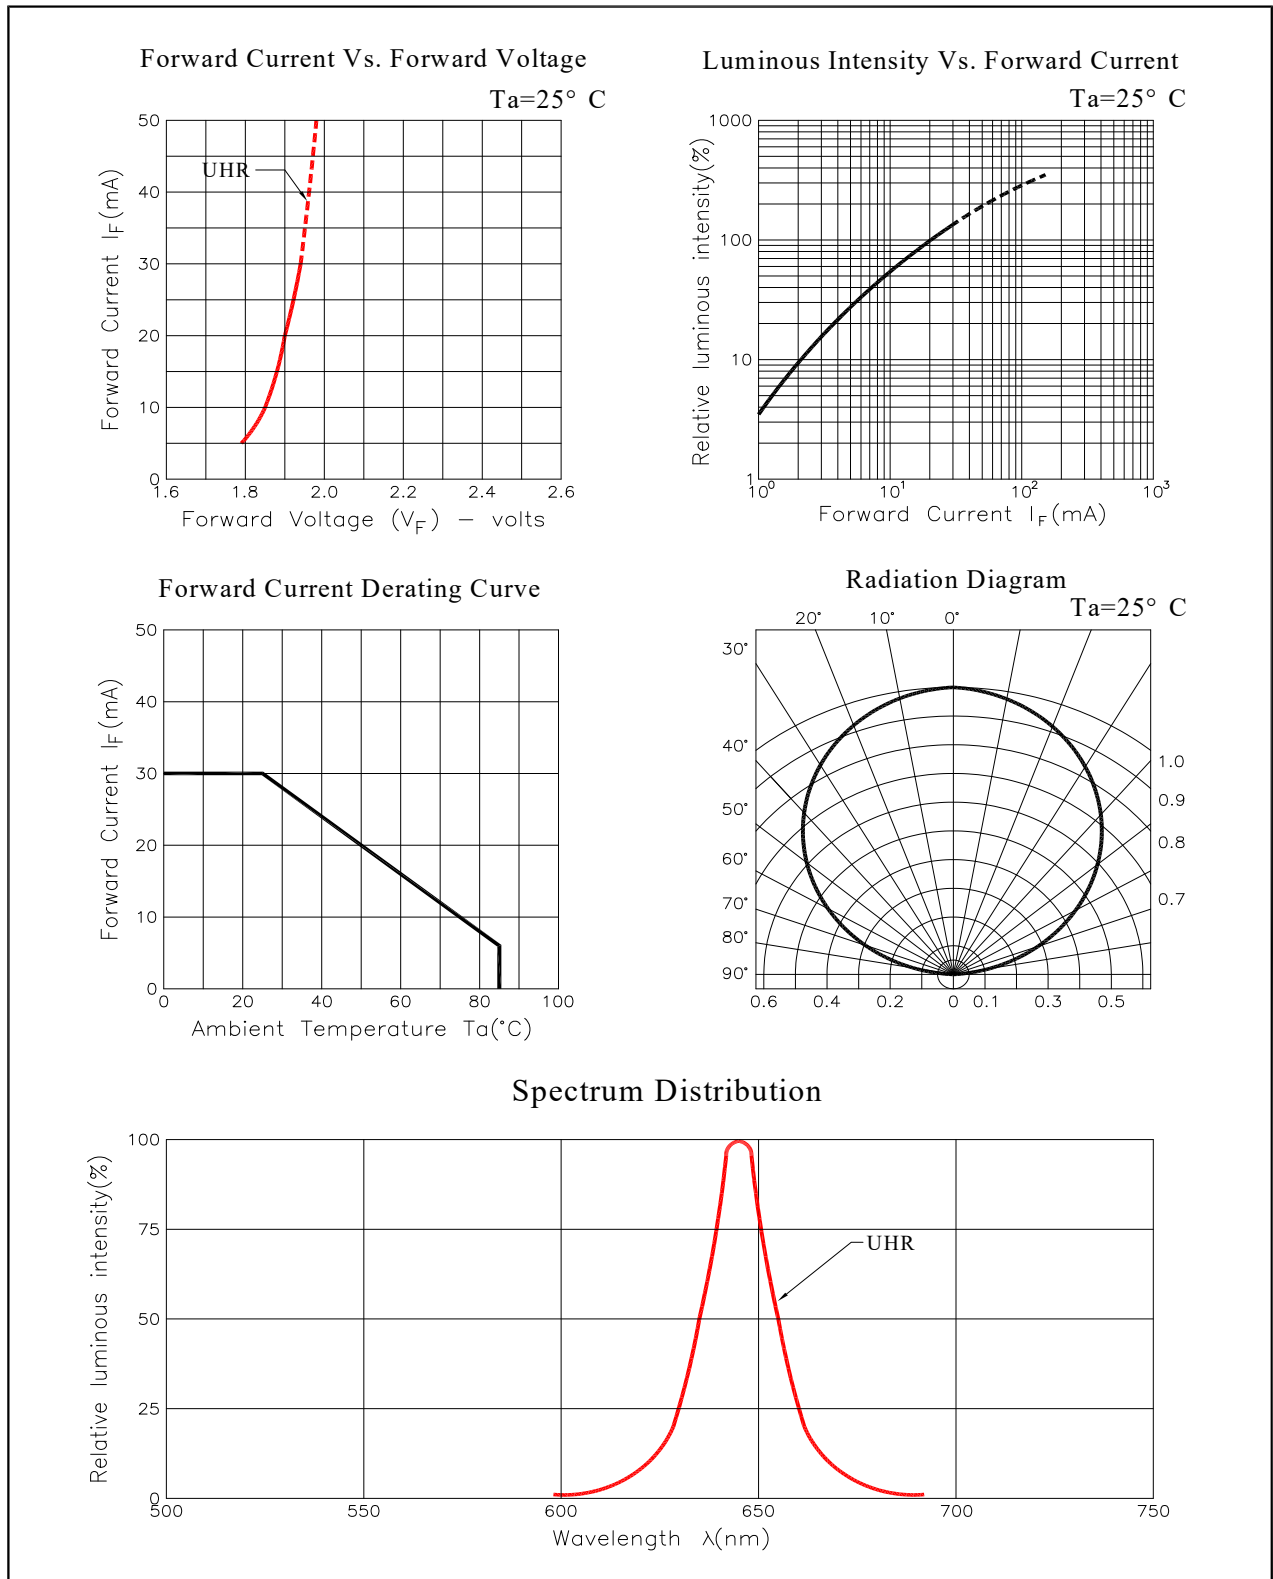 Forward Current Vs. Forward Voltage
Ta=25° C
50
40
30
20
10
0
Forward Current IF(mA)
UHR
1.6 1.8 2.0 2.2 2.4 2.6
Forward Voltage (VF) – volts
Luminous Intensity Vs. Forward Current
Ta=25° C
1000
100
10
1
Relative luminous intensity(%)
10⁰ 10¹ 10² 10³
Forward Current IF(mA)
Forward Current Derating Curve
50
40
30
20
10
0
Forward Current IF(mA)
0 20 40 60 80 100
Ambient Temperature Ta(°C)
Radiation Diagram
Ta=25° C
20° 10° 0°
30°
40°
50°
60°
70°
80°
90°
1.0
0.9
0.8
0.7
0.6 0.4 0.2 0 0.1 0.3 0.5
Spectrum Distribution
100
75
50
25
0
Relative luminous intensity(%)
UHR
500 550 600 650 700 750
Wavelength λ(nm)